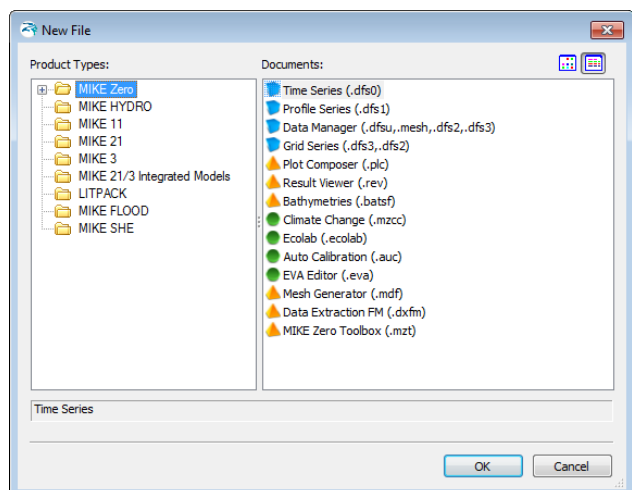 New File
Product Types:
Documents:
MIKE Zero
MIKE HYDRO
MIKE 11
MIKE 21
MIKE 3
MIKE 21/3 Integrated Models
LITPACK
MIKE FLOOD
MIKE SHE
Time Series (.dfs0)
Profile Series (.dfs1)
Data Manager (.dfsu,.mesh,.dfs2,.dfs3)
Grid Series (.dfs3,.dfs2)
Plot Composer (.plc)
Result Viewer (.rev)
Bathymetries (.batsf)
Climate Change (.mzcc)
Ecolab (.ecolab)
Auto Calibration (.auc)
EVA Editor (.eva)
Mesh Generator (.mdf)
Data Extraction FM (.dxfm)
MIKE Zero Toolbox (.mzt)
Time Series
OK
Cancel